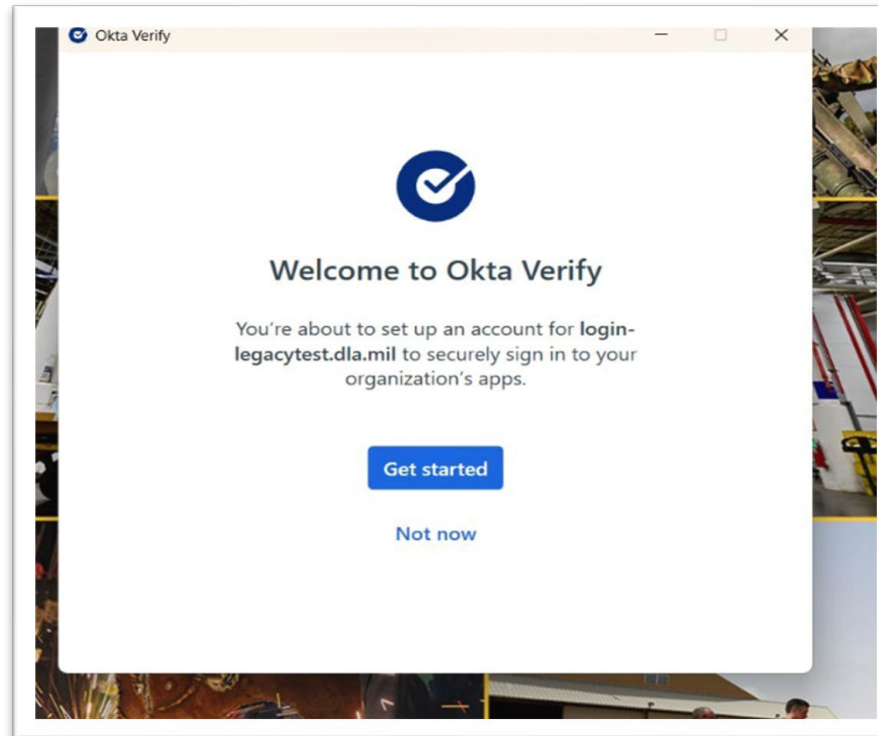 Okta Verify
Welcome to Okta Verify
You're about to set up an account for login-
legacytest.dla.mil to securely sign in to your
organization's apps.
Get started
Not now